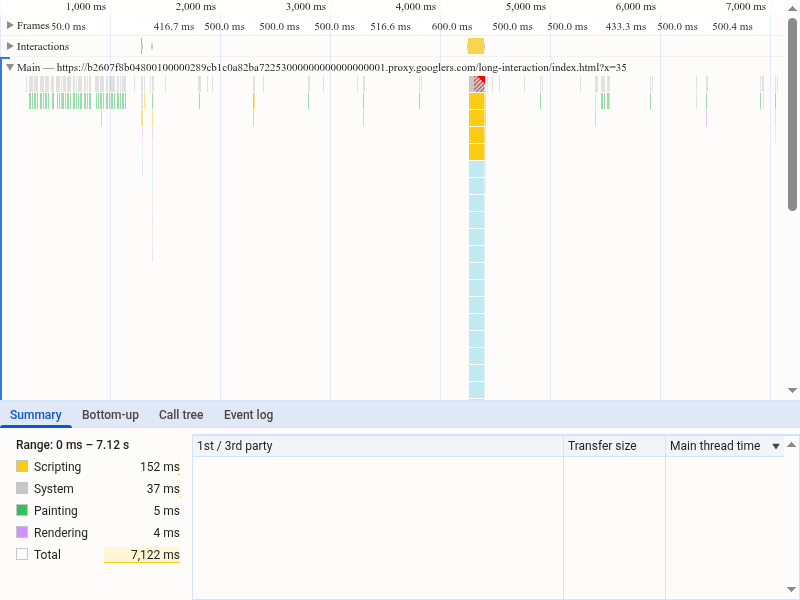 1,000 ms 2,000 ms 3,000 ms 4,000 ms 5,000 ms 6,000 ms 7,000 ms
Frames 50.0 ms 416.7 ms 500.0 ms 500.0 ms 500.0 ms 516.6 ms 600.0 ms 500.0 ms 500.0 ms 433.3 ms 500.0 ms 500.4 ms
Interactions
Main — https://b2607f8b04800100000289cb1c0a82ba72253000000000000000001.proxy.googlers.com/long-interaction/index.html?x=35
Summary Bottom-up Call tree Event log
Range: 0 ms – 7.12 s
1st / 3rd party Transfer size Main thread time
Scripting 152 ms
System 37 ms
Painting 5 ms
Rendering 4 ms
Total 7,122 ms